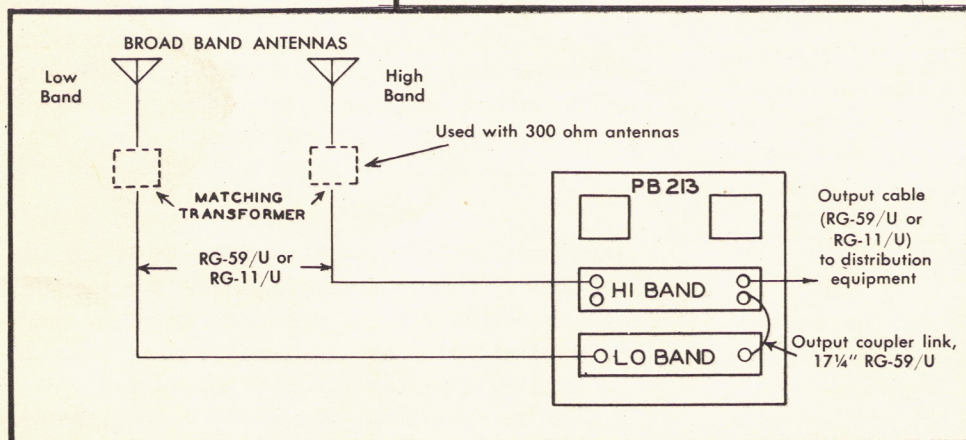 BROAD BAND ANTENNAS
Low
Band
High
Band
Used with 300 ohm antennas
MATCHING
TRANSFORMER
RG-59/U or
RG-11/U
PB 213
HI BAND
LO BAND
Output cable
(RG-59/U or
RG-11/U)
to distribution
equipment
Output coupler link,
17¼" RG-59/U